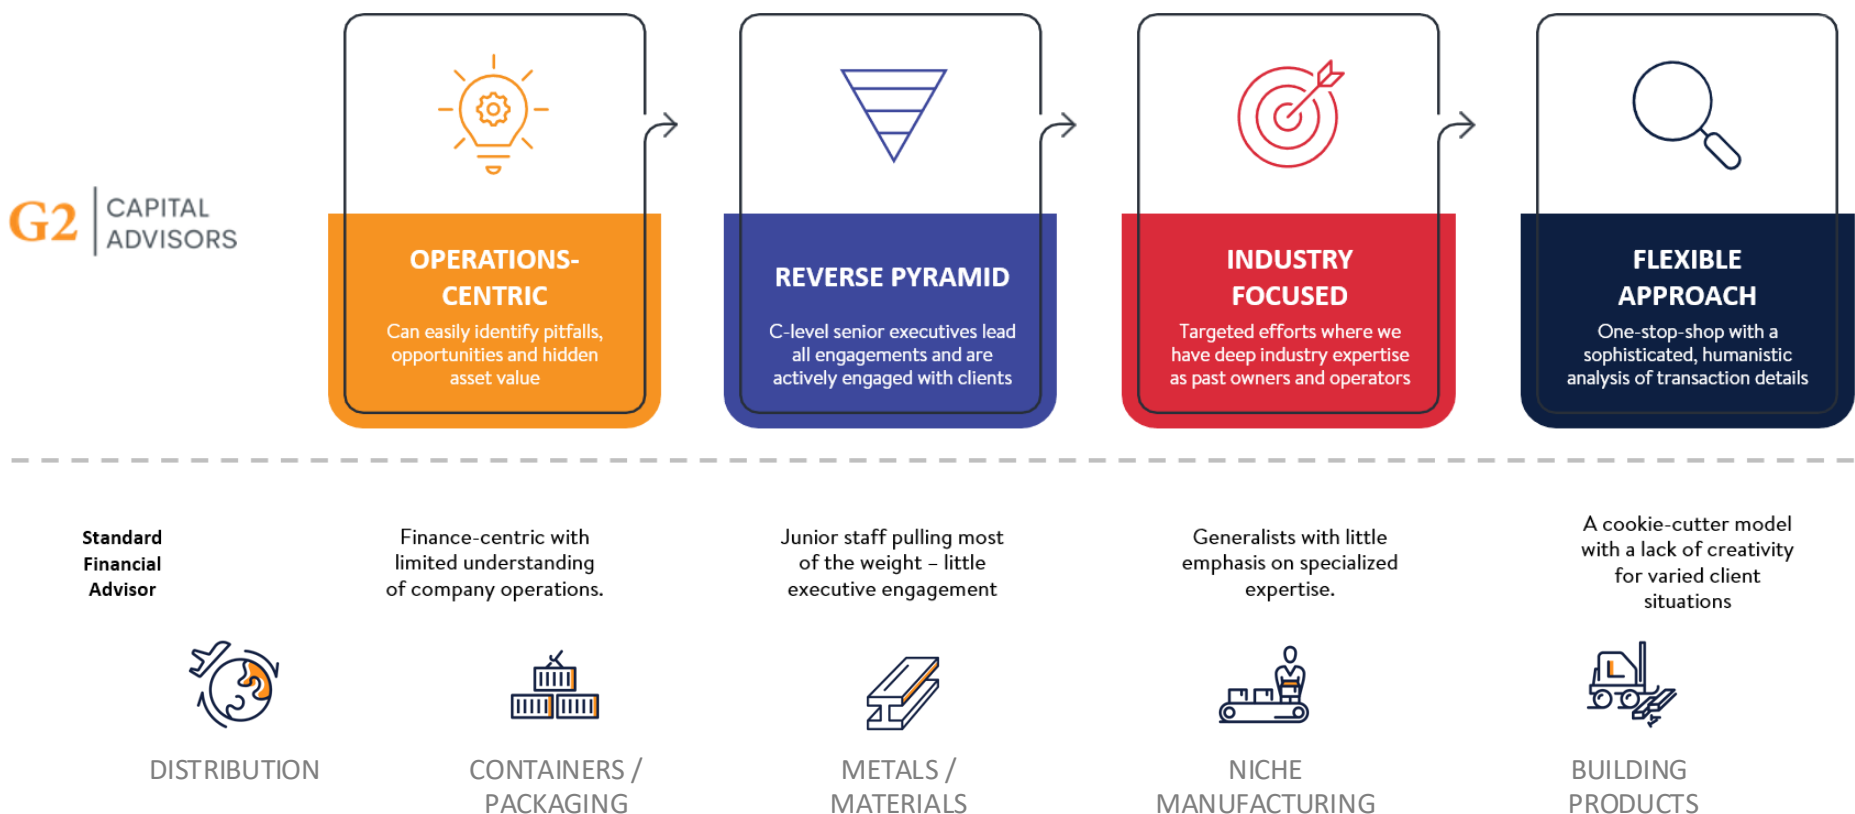 G2 CAPITAL
ADVISORS
OPERATIONS-
CENTRIC
Can easily identify pitfalls,
opportunities and hidden
asset value
REVERSE PYRAMID
C-level senior executives lead
all engagements and are
actively engaged with clients
INDUSTRY
FOCUSED
Targeted efforts where we
have deep industry expertise
as past owners and operators
FLEXIBLE
APPROACH
One-stop-shop with a
sophisticated, humanistic
analysis of transaction details
Standard
Financial
Advisor
Finance-centric with
limited understanding
of company operations.
Junior staff pulling most
of the weight – little
executive engagement
Generalists with little
emphasis on specialized
expertise.
A cookie-cutter model
with a lack of creativity
for varied client
situations
DISTRIBUTION
CONTAINERS /
PACKAGING
METALS /
MATERIALS
NICHE
MANUFACTURING
BUILDING
PRODUCTS